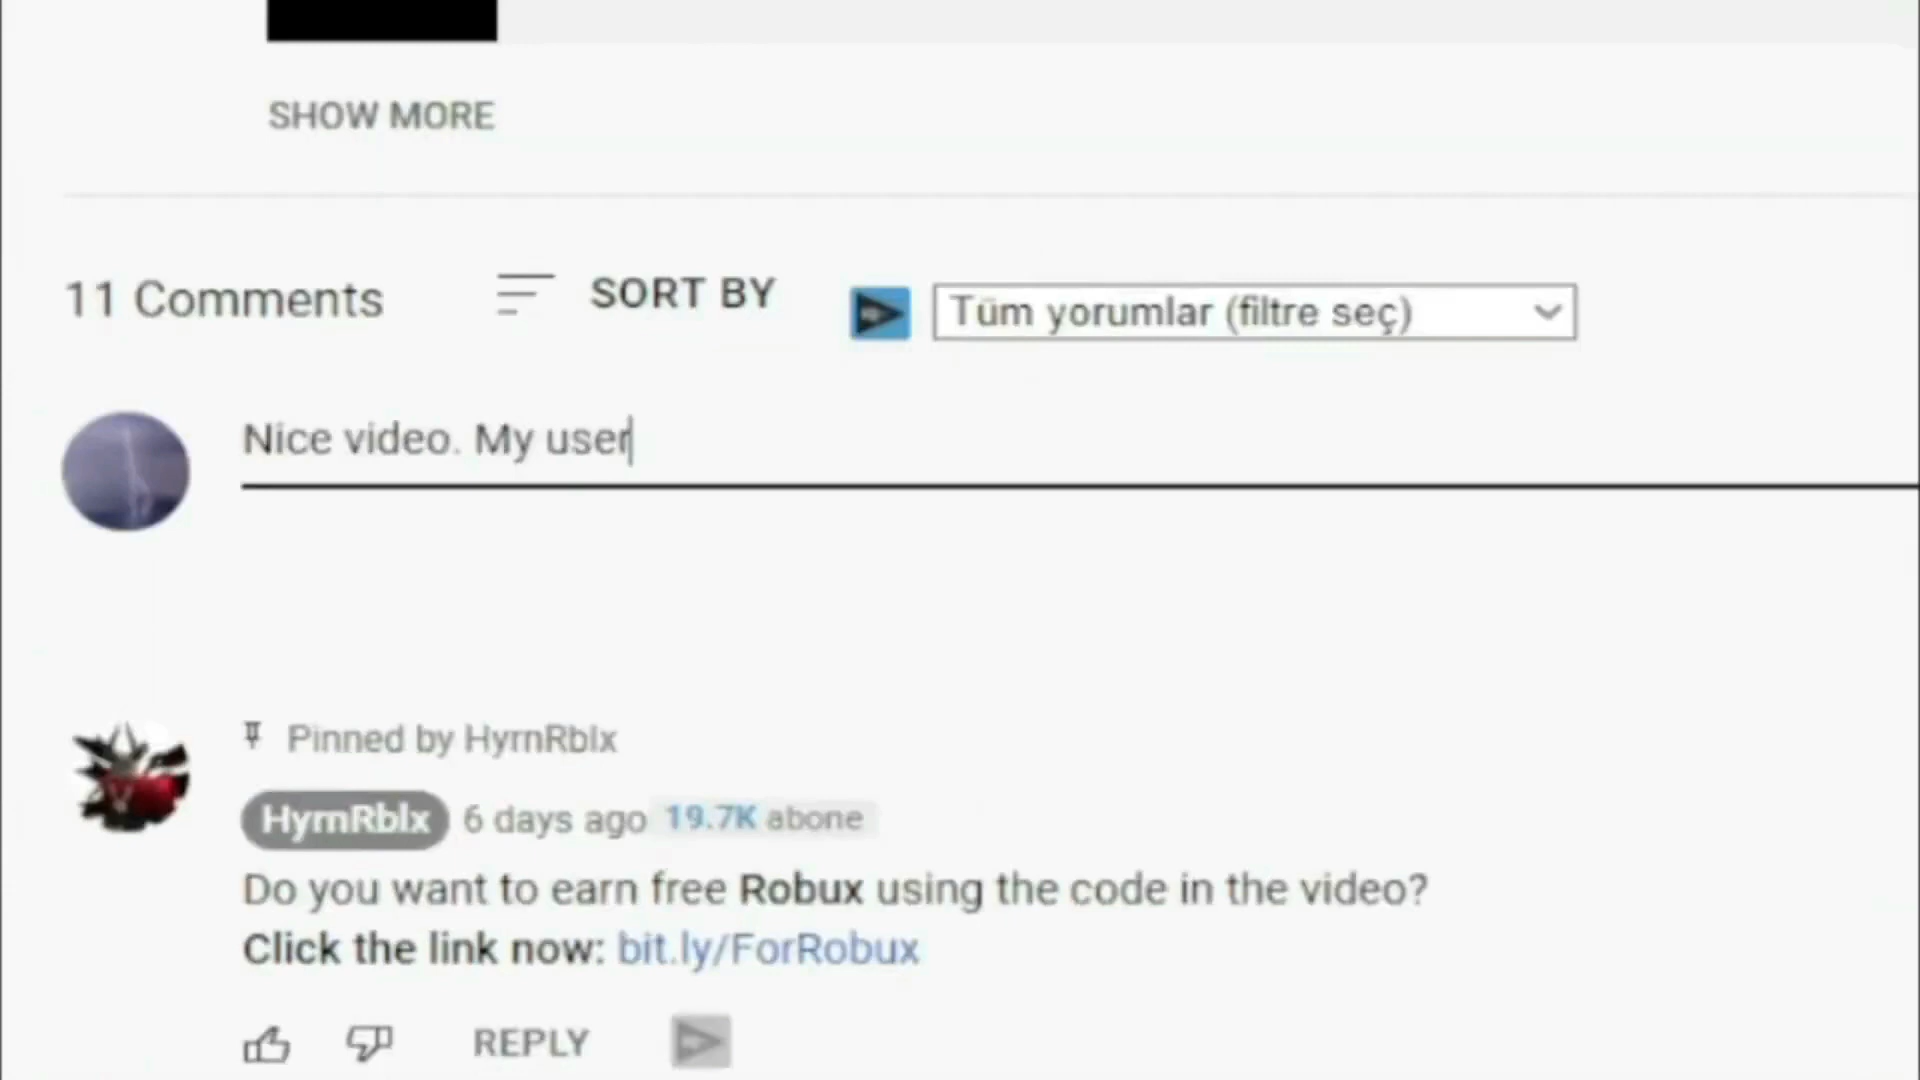 SHOW MORE
11 Comments
SORT BY
Tüm yorumlar (filtre seç)
Nice video. My user
Pinned by HyrnRblx
HyrnRblx 6 days ago 19.7K abone
Do you want to earn free Robux using the code in the video?
Click the link now: bit.ly/ForRobux
REPLY